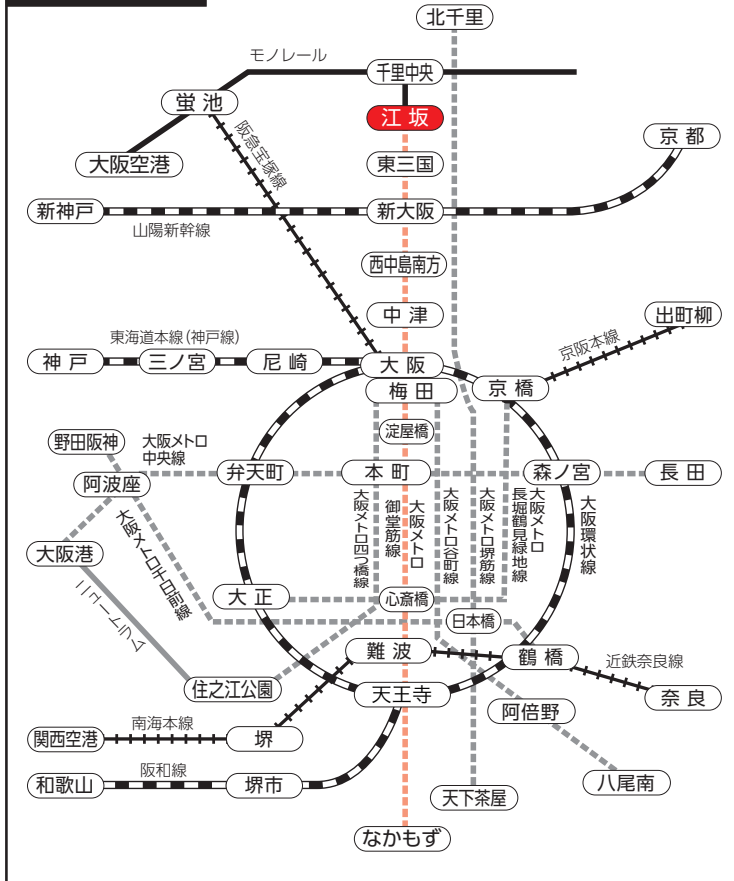 北千里
モノレール
千里中央
蛍池
江坂
京都
阪急宝塚線
大阪空港
東三国
新神戸
新大阪
山陽新幹線
西中島南方
中津
出町柳
東海道本線(神戸線)
京阪本線
神戸
三ノ宮
尼崎
大阪
梅田
京橋
淀屋橋
野田阪神
大阪メトロ
中央線
阿波座
弁天町
本町
森ノ宮
長田
大阪メトロ四つ橋線
大阪メトロ
御堂筋線
大阪メトロ谷町線
大阪メトロ堺筋線
大阪メトロ
長堀鶴見緑地線
大阪環状線
大阪港
大阪メトロ千日前線
ニュートラム
大正
心斎橋
日本橋
難波
鶴橋
近鉄奈良線
住之江公園
天王寺
奈良
阿倍野
南海本線
関西空港
堺
阪和線
和歌山
堺市
天下茶屋
八尾南
なかもず